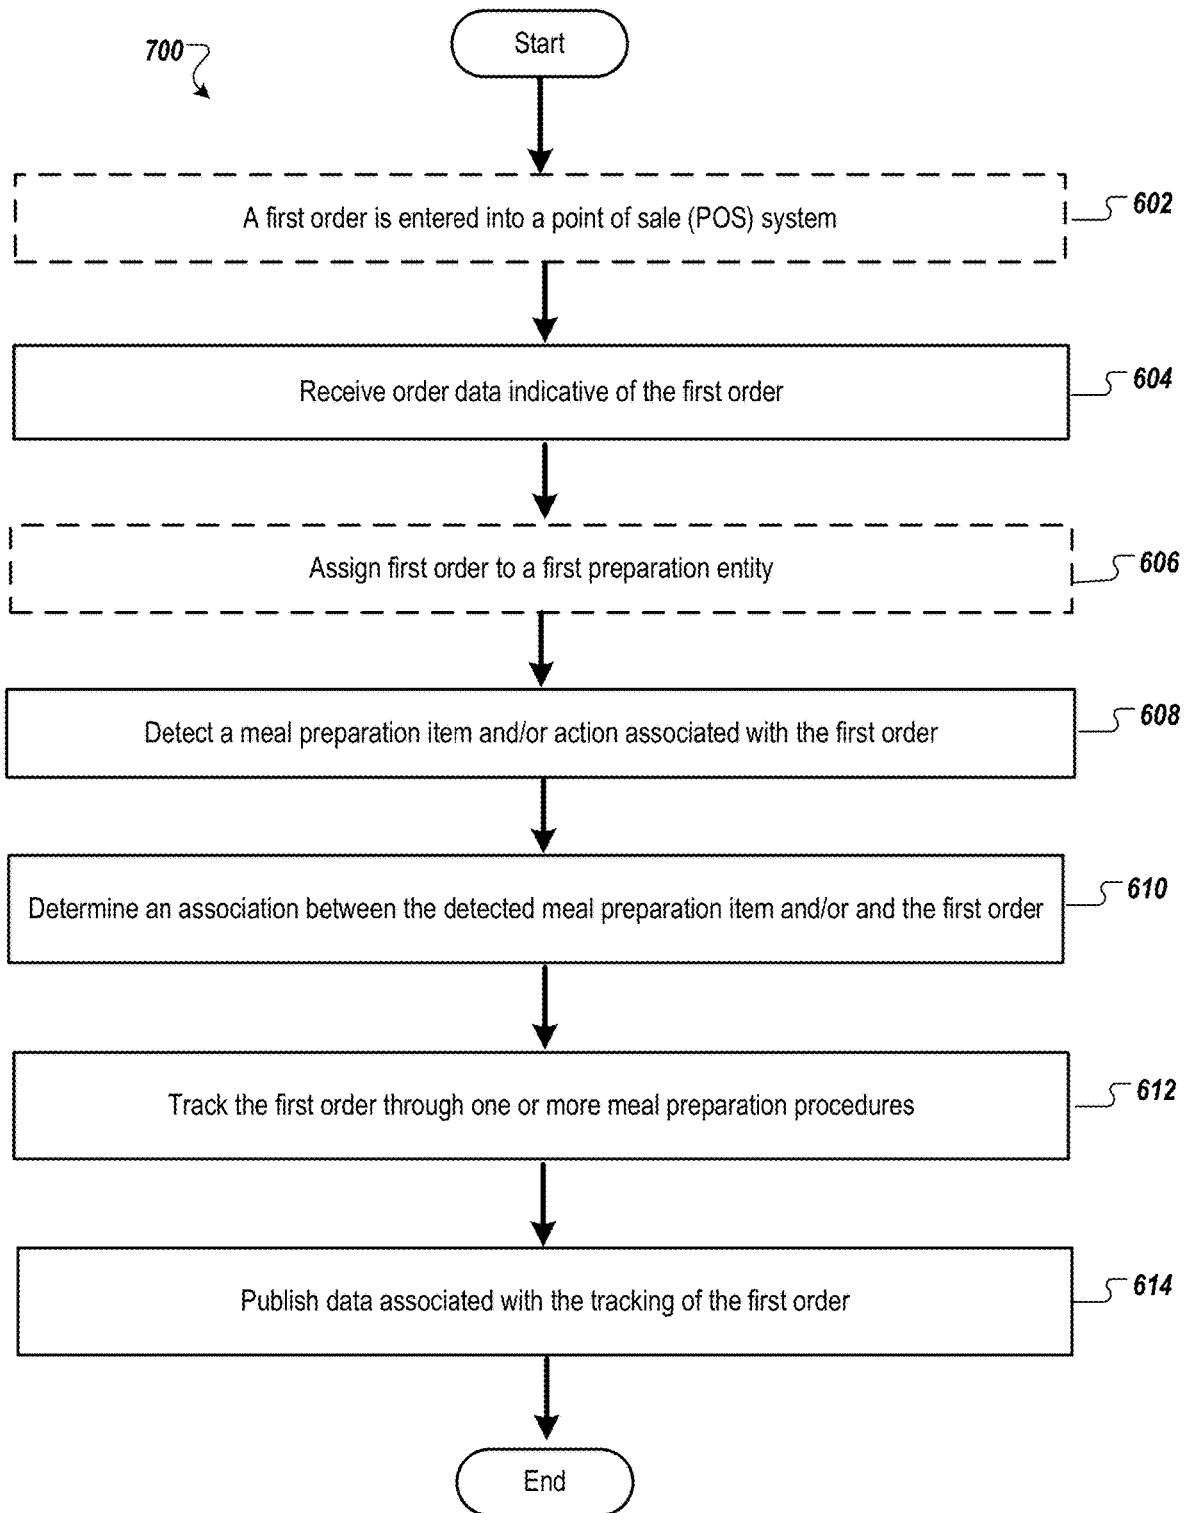 Start
700
A first order is entered into a point of sale (POS) system
602
Receive order data indicative of the first order
604
Assign first order to a first preparation entity
606
Detect a meal preparation item and/or action associated with the first order
608
Determine an association between the detected meal preparation item and/or and the first order
610
Track the first order through one or more meal preparation procedures
612
Publish data associated with the tracking of the first order
614
End